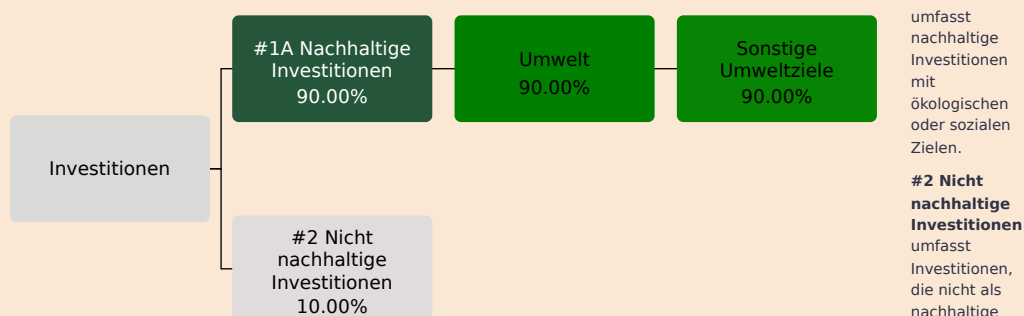 Investitionen
#1A Nachhaltige
Investitionen
90.00%
Umwelt
90.00%
Sonstige
Umweltziele
90.00%
#2 Nicht
nachhaltige
Investitionen
10.00%
umfasst
nachhaltige
Investitionen
mit
ökologischen
oder sozialen
Zielen.
#2 Nicht
nachhaltige
Investitionen
umfasst
Investitionen,
die nicht als
nachhaltige